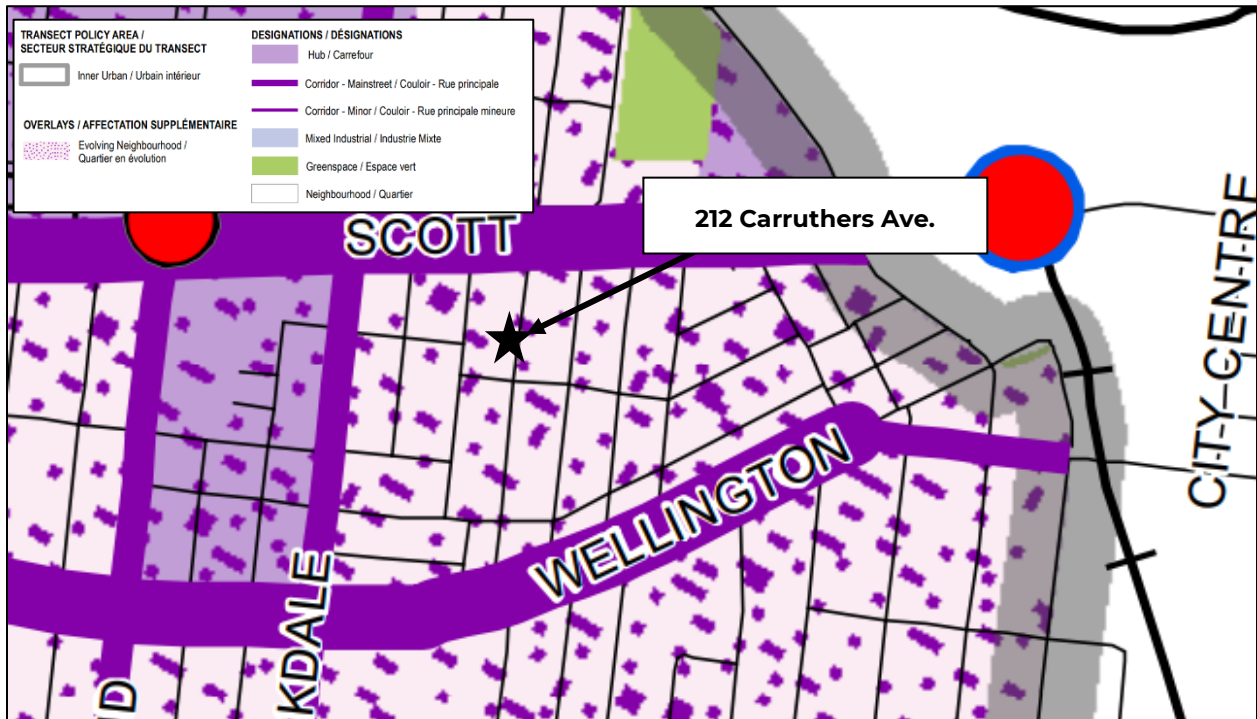 TRANSECT POLICY AREA /
SECTEUR STRATÉGIQUE DU TRANSECT
Inner Urban / Urbain intérieur
OVERLAYS / AFFECTATION SUPPLÉMENTAIRE
Evolving Neighbourhood /
Quartier en évolution
DESIGNATIONS / DÉSIGNATIONS
Hub / Carrefour
Corridor - Mainstreet / Couloir - Rue principale
Corridor - Minor / Couloir - Rue principale mineure
Mixed Industrial / Industrie Mixte
Greenspace / Espace vert
Neighbourhood / Quartier
212 Carruthers Ave.
SCOTT
CITY CENTRE
WELLINGTON
KDALE
ND